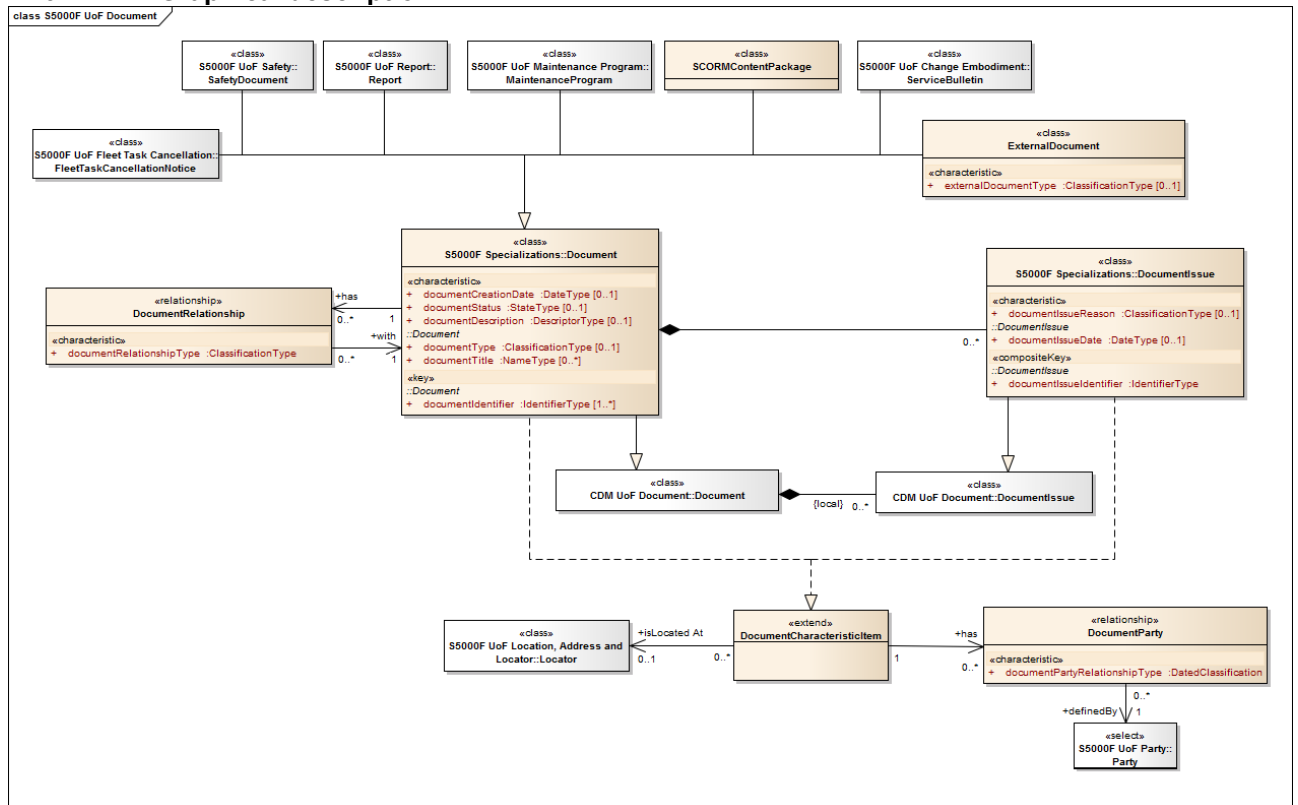 class S5000F UoF Document
«class»
S5000F UoF Safety::
SafetyDocument
«class»
S5000F UoF Report::
Report
«class»
S5000F UoF Maintenance Program::
MaintenanceProgram
«class»
SCORMContentPackage
«class»
S5000F UoF Change Embodiment::
ServiceBulletin
«class»
S5000F UoF Fleet Task Cancellation::
FleetTaskCancellationNotice
«class»
ExternalDocument
«characteristic»
+ externalDocumentType :ClassificationType [0..1]
«class»
S5000F Specializations::Document
«characteristic»
+ documentCreationDate :DateType [0..1]
+ documentStatus :StateType [0..1]
+ documentDescription :DescriptorType [0..1]
::Document
+ documentType :ClassificationType [0..1]
+ documentTitle :NameType [0..*]
«key»
::Document
+ documentIdentifier :IdentifierType [1..*]
«class»
S5000F Specializations::DocumentIssue
«characteristic»
+ documentIssueReason :ClassificationType [0..1]
::DocumentIssue
+ documentIssueDate :DateType [0..1]
«compositeKey»
::DocumentIssue
+ documentIssueIdentifier :IdentifierType
«relationship»
DocumentRelationship
«characteristic»
+ documentRelationshipType :ClassificationType
+has
0..*
1
+with
0..*
1
0..*
«class»
CDM UoF Document::Document
{local}
0..*
«class»
CDM UoF Document::DocumentIssue
«class»
S5000F UoF Location, Address and
Locator::Locator
+isLocated At
0..1
0..*
«extend»
DocumentCharacteristicItem
+has
1
0..*
«relationship»
DocumentParty
«characteristic»
+ documentPartyRelationshipType :DatedClassification
0..*
+definedBy
1
«select»
S5000F UoF Party::
Party